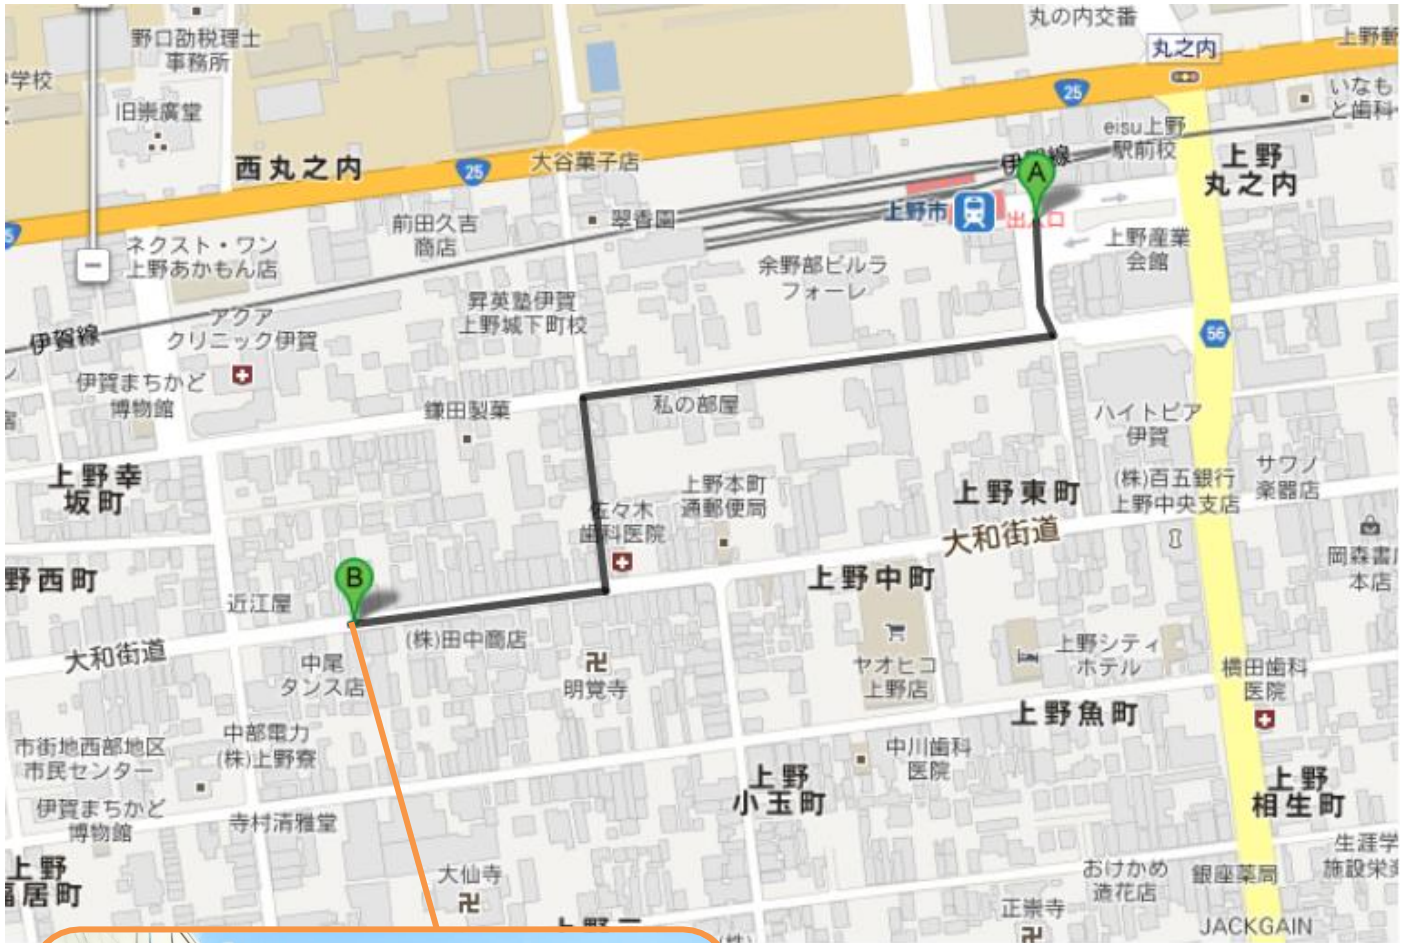 丸の内交番
野口劭税理士
事務所
丸之内
上野郵
中学校
25
いなも
と歯科
旧崇廣堂
eisu上野
駅前校
西丸之内
25
大谷菓子店
伊賀線
A
上野
丸之内
前田久吉
商店
翠香園
上野市
出入口
ネクスト・ワン
上野あかもん店
余野部ビルラ
フォーレ
上野産業
会館
昇英塾伊賀
上野城下町校
アクア
クリニック伊賀
伊賀線
56
伊賀まちかど
博物館
鎌田製菓
私の部屋
ハイトピア
伊賀
上野幸
坂町
佐々木
歯科医院
上野本町
通郵便局
上野東町
(株)百五銀行
上野中央支店
サワノ
楽器店
大和街道
野西町
B
近江屋
上野中町
岡森書店
本店
大和街道
(株)田中商店
中尾
タンス店
明覚寺
ヤオヒコ
上野店
上野シティ
ホテル
横田歯科
医院
上野魚町
市街地西部地区
市民センター
中部電力
(株)上野寮
中川歯科
医院
上野
小玉町
上野
相生町
伊賀まちかど
博物館
寺村清雅堂
上野
福居町
大仙寺
おけかめ
造花店
銀座薬局
生涯学
施設栄楽
正崇寺
JACKGAIN
(株)